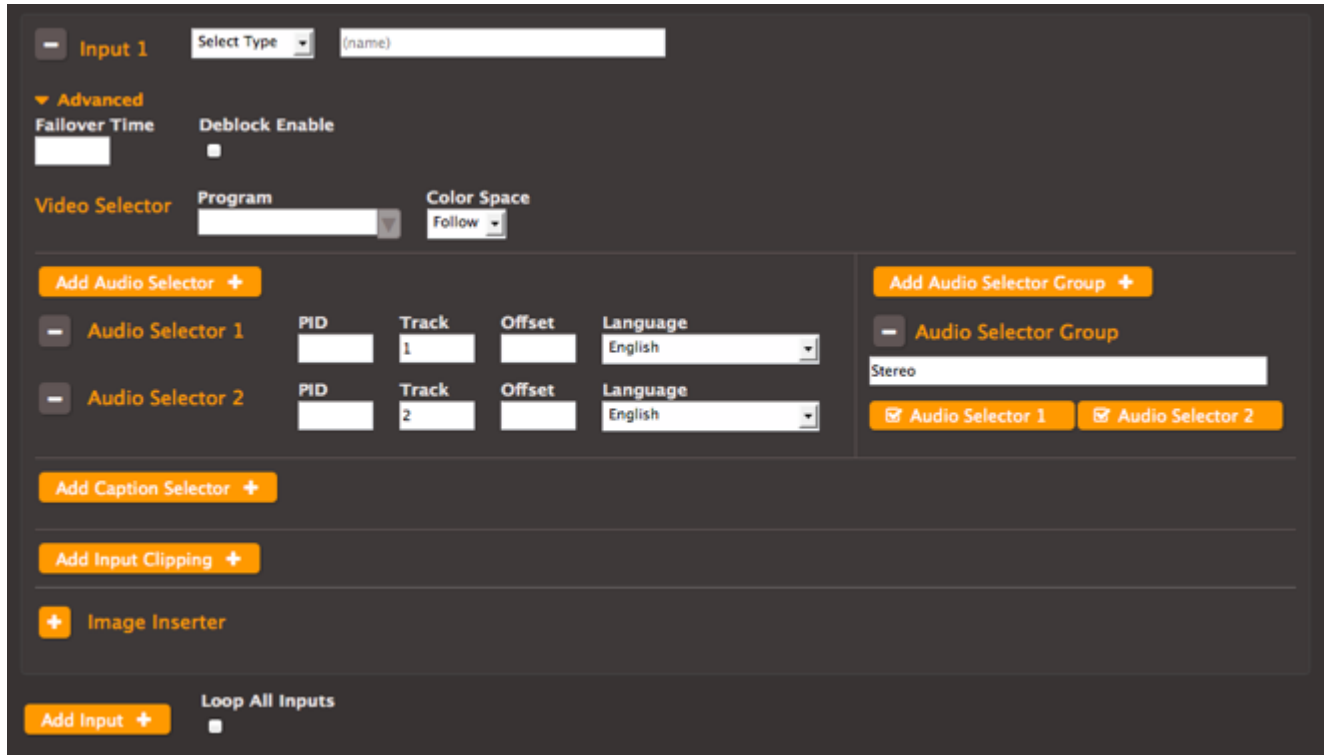 Input 1 Select Type (name)
Advanced
Failover Time Deblock Enable
Video Selector Program Color Space
Follow
Add Audio Selector Add Audio Selector Group
Audio Selector 1 PID Track Offset Language Audio Selector Group
1 English
Stereo
Audio Selector 2 PID Track Offset Language
2 English Audio Selector 1 Audio Selector 2
Add Caption Selector
Add Input Clipping
Image Inserter
Add Input Loop All Inputs